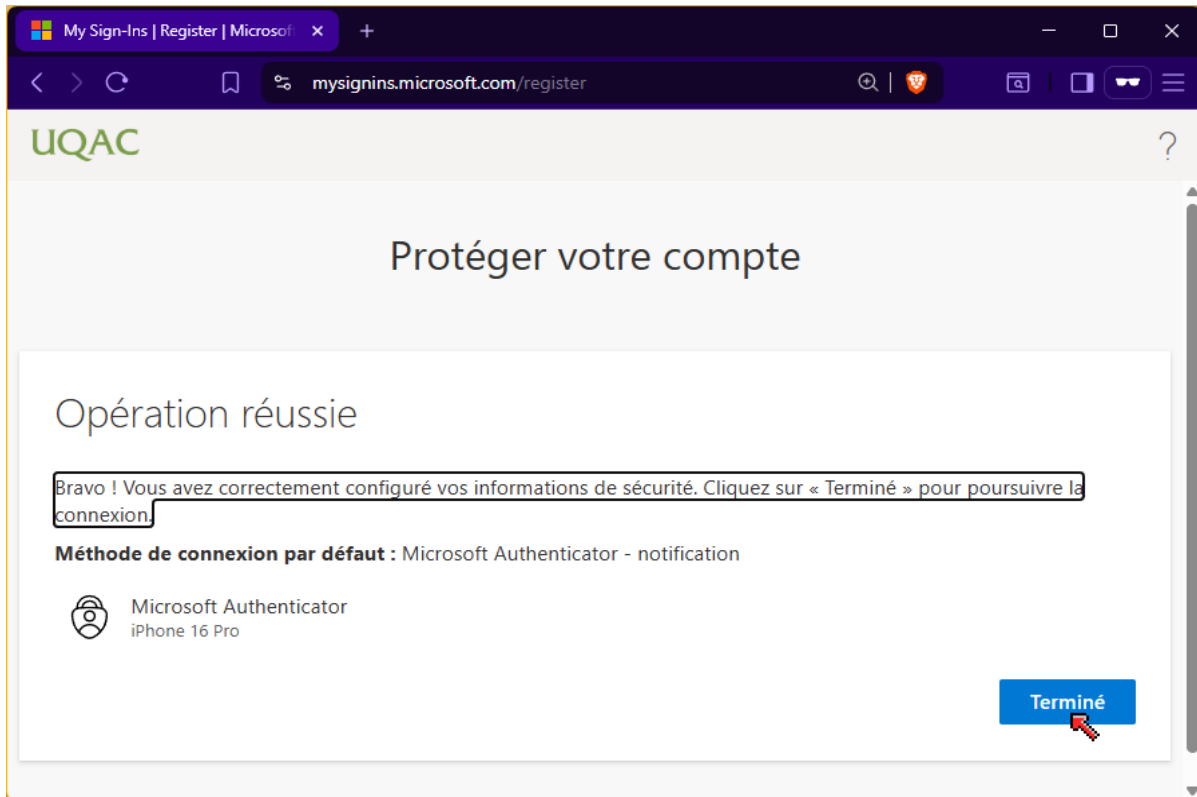 My Sign-Ins | Register | Microsof
mysignins.microsoft.com/register
UQAC
?
Protéger votre compte
Opération réussie
Bravo ! Vous avez correctement configuré vos informations de sécurité. Cliquez sur « Terminé » pour poursuivre la
connexion.
Méthode de connexion par défaut : Microsoft Authenticator - notification
Microsoft Authenticator
iPhone 16 Pro
Terminé